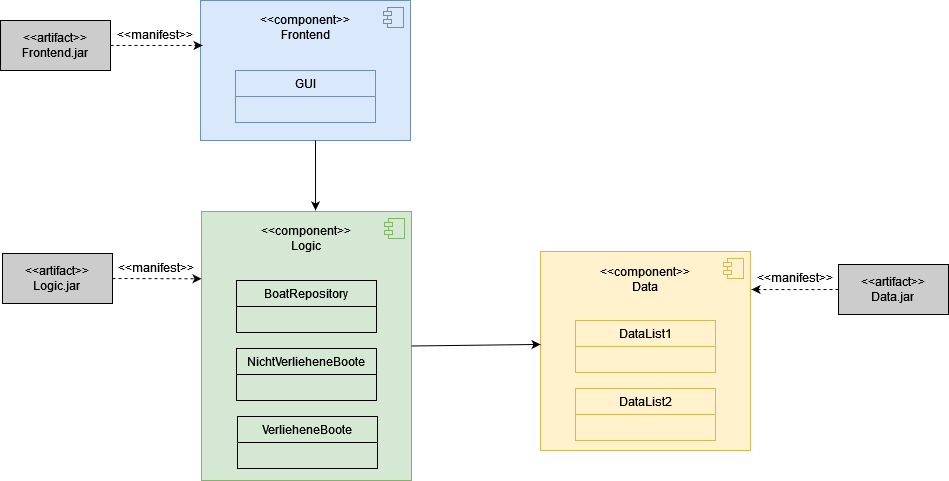 <<component>>
Frontend
<<artifact>>
Frontend.jar
<<manifest>>
GUI
<<component>>
Logic
<<artifact>>
Logic.jar
<<manifest>>
BoatRepository
NichtVerlieheneBoote
VerlieheneBoote
<<component>>
Data
<<manifest>>
<<artifact>>
Data.jar
DataList1
DataList2